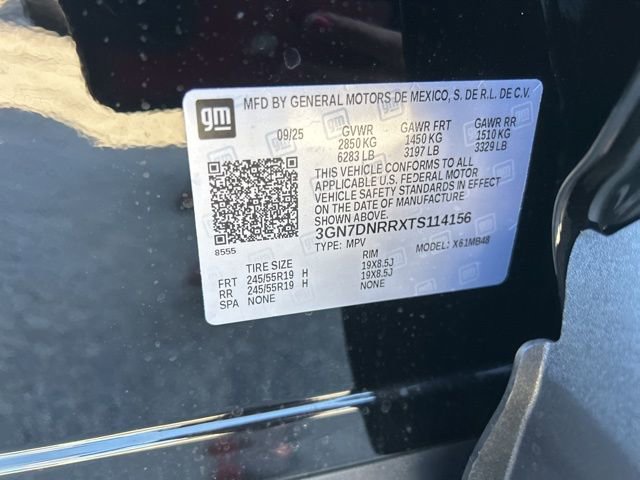 gm
MFD BY GENERAL MOTORS DE MEXICO, S. DE R.L. DE C.V.
09/25 GVWR GAWR FRT GAWR RR
2850 KG 1450 KG 1510 KG
6283 LB 3197 LB 3329 LB
THIS VEHICLE CONFORMS TO ALL
APPLICABLE U.S. FEDERAL MOTOR
VEHICLE SAFETY STANDARDS IN EFFECT
ON THE DATE OF MANUFACTURE
SHOWN ABOVE.
3GN7DNRRXTS114156
8555 TYPE: MPV MODEL: X61MB48
TIRE SIZE RIM
FRT 245/55R19 H 19X8.5J
RR 245/55R19 H 19X8.5J
SPA NONE NONE